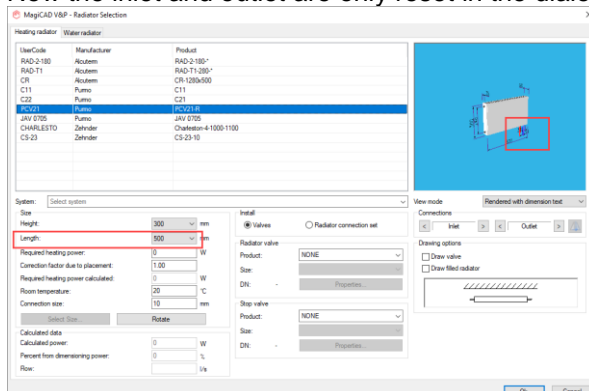 Now the inlet and outlet are only reset in the dialo
MagiCAD V&P - Radiator Selection
Heating radiator Water radiator
UserCode Manufacturer Product
RAD-2-180 Alcuterm RAD-2-180-*
RAD-T1 Alcuterm RAD-T1-280-*
CR Alcuterm CR-1280x500
C11 Purmo C11
C22 Purmo C21
PCV21 Purmo PCV21-R
JAV 0705 Purmo JAV 0705
CHARLESTO Zehnder Charleston-4-1000-1100
CS-23 Zehnder CS-23-10
System: Select system View mode Rendered with dimension text
Size Install Connections
Height: 300 mm Valves Radiator connection set < Inlet > < Outlet >
Length: 500 mm Radiator valve Drawing options
Required heating power: 0 W Product: NONE Draw valve
Correction factor due to placement: 1.00 Size: Draw filled radiator
Required heating power calculated: 0 W DN: - Properties...
Room temperature: 20 °C
Connection size: 10 mm Stop valve
Select Size... Rotate Product: NONE
Calculated data Size:
Calculated power: 0 W DN: - Properties...
Percent from dimensioning power: 0 %
Flow: l/s
Ok Cancel